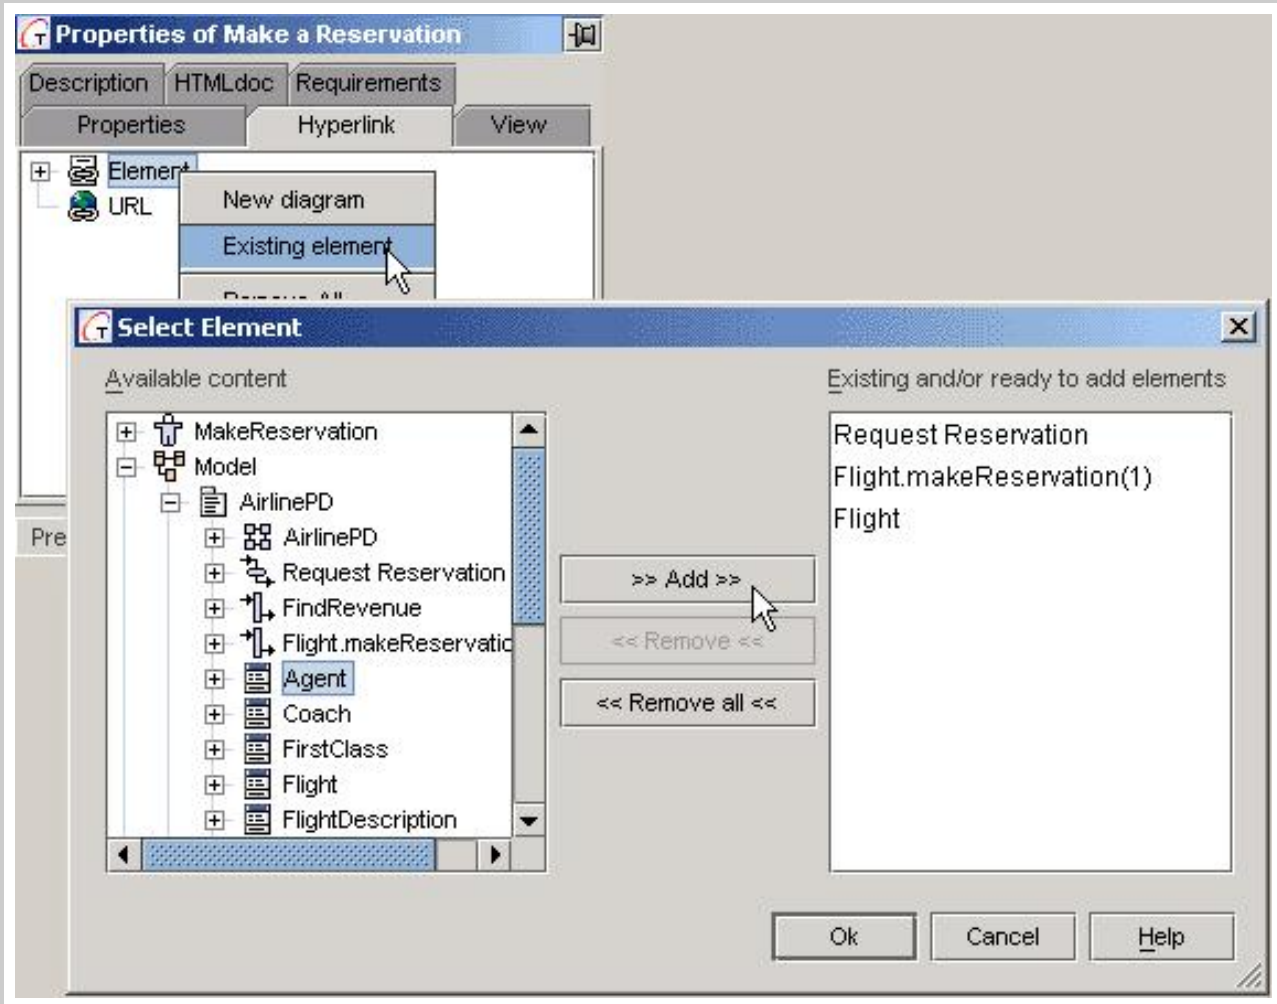 Properties of Make a Reservation
Description HTMLdoc Requirements
Properties Hyperlink View
Element
URL
New diagram
Existing element
Select Element
Available content
MakeReservation
Model
AirlinePD
AirlinePD
Request Reservation
FindRevenue
Flight.makeReservatio
Agent
Coach
FirstClass
Flight
FlightDescription
>> Add >>
<< Remove <<
<< Remove all <<
Existing and/or ready to add elements
Request Reservation
Flight.makeReservation(1)
Flight
Pre
Ok Cancel Help